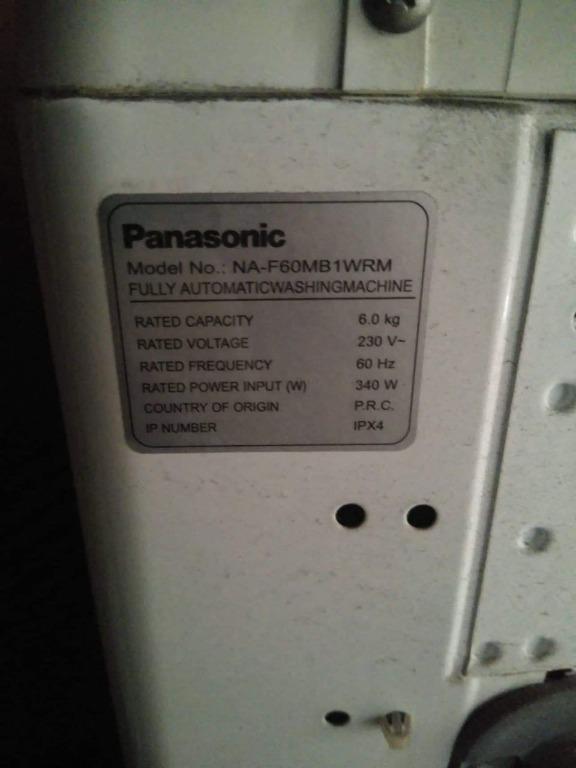 Panasonic
Model No.: NA-F60MB1WRM
FULLY AUTOMATICWASHINGMACHINE
RATED CAPACITY 6.0 kg
RATED VOLTAGE 230 V~
RATED FREQUENCY 60 Hz
RATED POWER INPUT (W) 340 W
COUNTRY OF ORIGIN P.R.C.
IP NUMBER IPX4